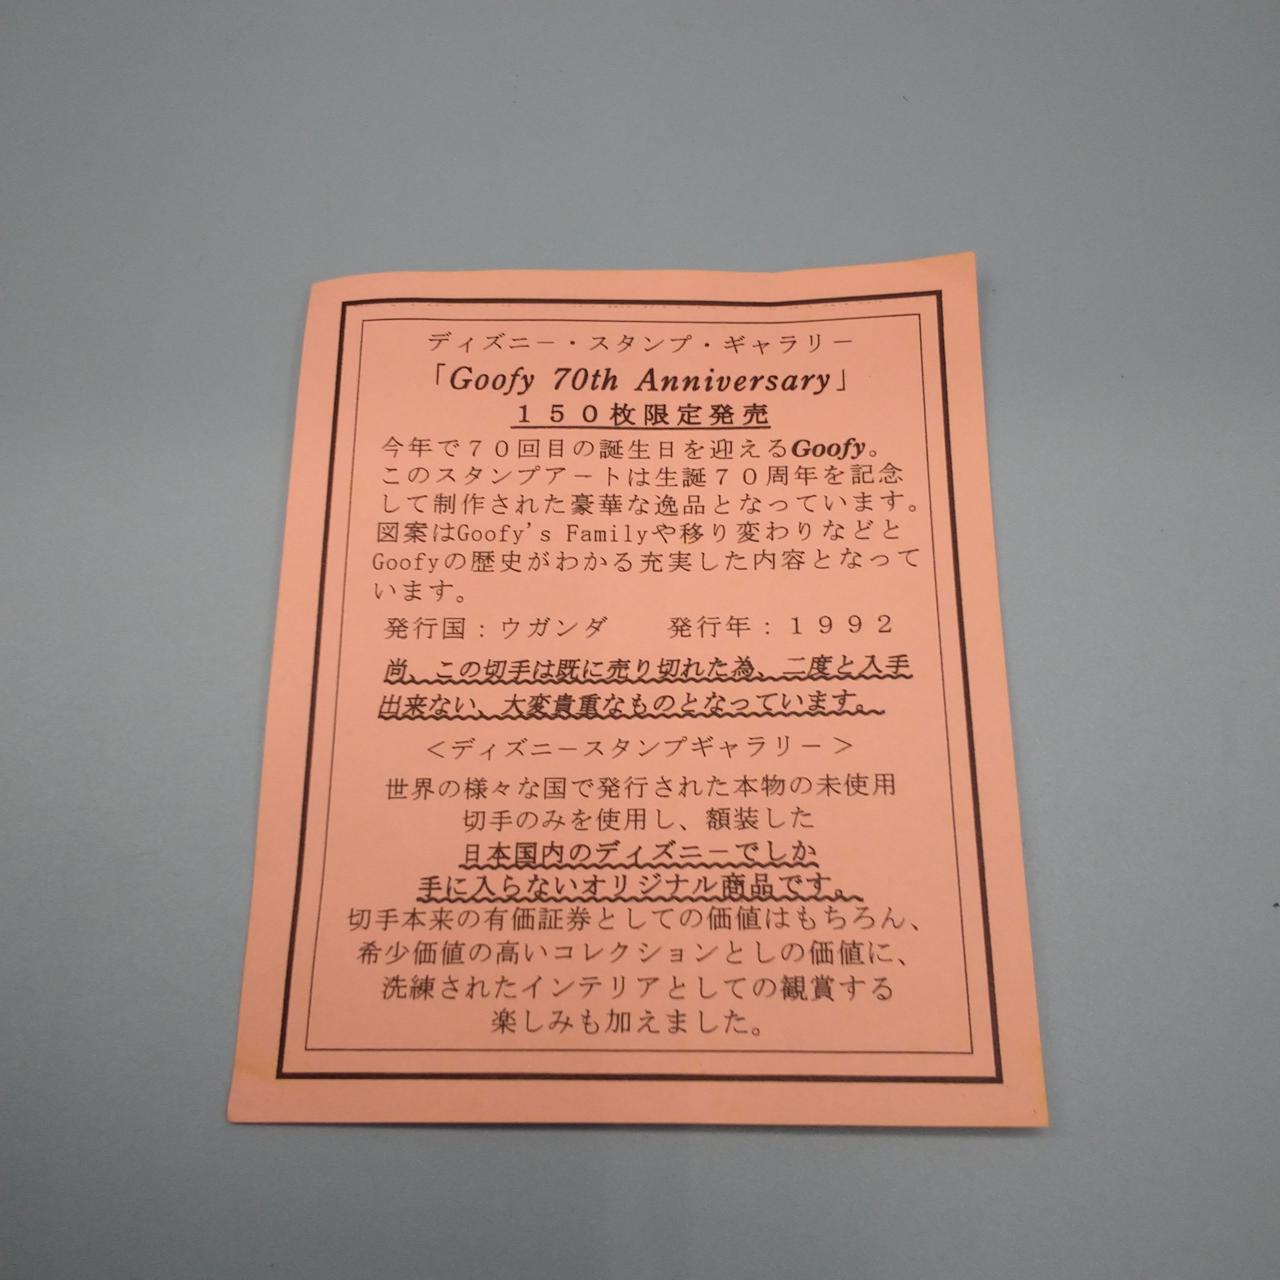 ディズニー・スタンプ・ギャラリー
「Goofy 70th Anniversary」
１５０枚限定発売
今年で７０回目の誕生日を迎えるGoofy。
このスタンプアートは生誕７０周年を記念
して制作された豪華な逸品となっています。
図案はGoofy's Familyや移り変わりなどと
Goofyの歴史がわかる充実した内容となって
います。
発行国：ウガンダ　　発行年：１９９２
尚、この切手は既に売り切れた為、二度と入手
出来ない、大変貴重なものとなっています。
＜ディズニースタンプギャラリー＞
世界の様々な国で発行された本物の未使用
切手のみを使用し、額装した
日本国内のディズニーでしか
手に入らないオリジナル商品です。
切手本来の有価証券としての価値はもちろん、
希少価値の高いコレクションとしの価値に、
洗練されたインテリアとしての観賞する
楽しみも加えました。